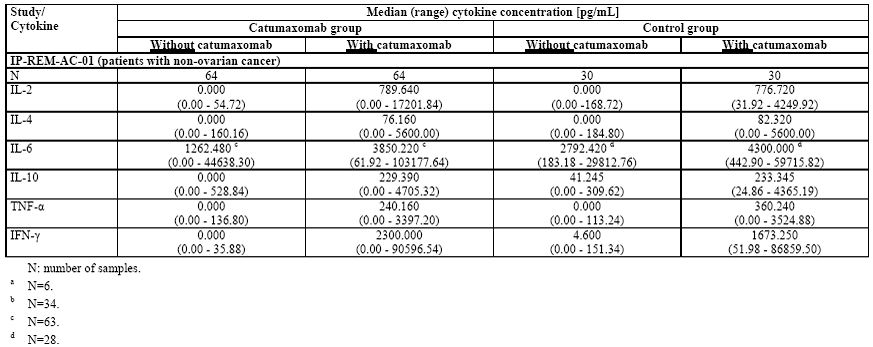 Study/ Median (range) cytokine concentration [pg/mL]
Cytokine Catumaxomab group Control group
Without catumaxomab With catumaxomab Without catumaxomab With catumaxomab
IP-REM-AC-01 (patients with non-ovarian cancer)
N 64 64 30 30
IL-2 0.000 789.640 0.000 776.720
(0.00 - 54.72) (0.00 - 17201.84) (0.00 -168.72) (31.92 - 4249.92)
IL-4 0.000 76.160 0.000 82.320
(0.00 - 160.16) (0.00 - 5600.00) (0.00 - 184.80) (0.00 - 5600.00)
IL-6 1262.480 c 3850.220 c 2792.420 d 4300.000 d
(0.00 - 44638.30) (61.92 - 103177.64) (183.18 - 29812.76) (442.90 - 59715.82)
IL-10 0.000 229.390 41.245 233.345
(0.00 - 528.84) (0.00 - 4705.32) (0.00 - 309.62) (24.86 - 4365.19)
TNF-α 0.000 240.160 0.000 360.240
(0.00 - 136.80) (0.00 - 3397.20) (0.00 - 113.24) (0.00 - 3524.88)
IFN-γ 0.000 2300.000 4.600 1673.250
(0.00 - 35.88) (0.00 - 90596.54) (0.00 - 151.34) (51.98 - 86859.50)
N: number of samples.
a N=6.
b N=34.
c N=63.
d N=28.